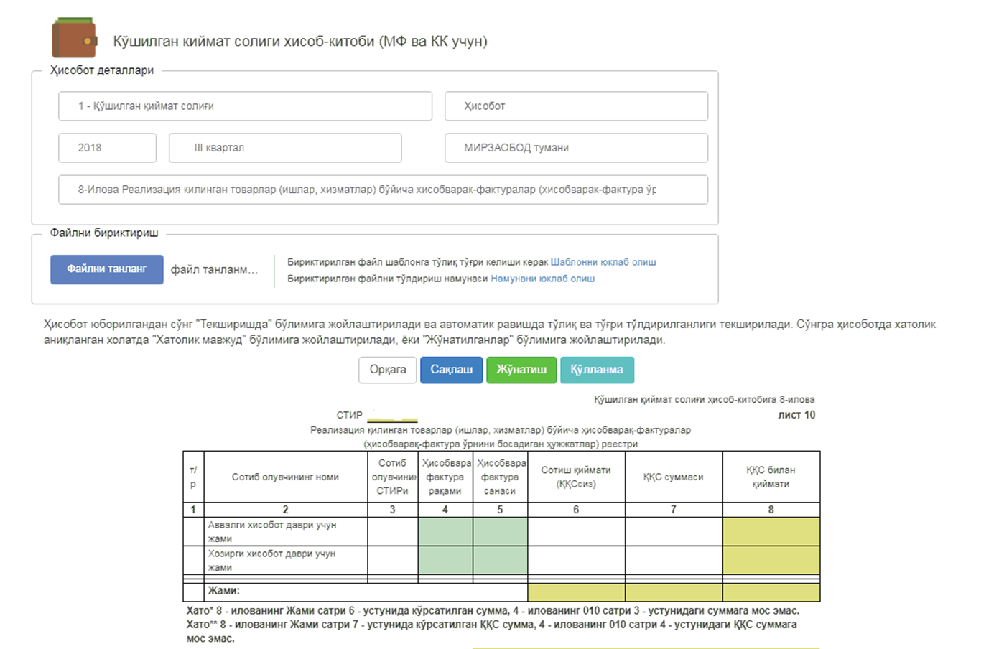 Кўшилган киймат солиги хисоб-китоби (МФ ва КК учун)
Ҳисобот деталлари
1 - Қўшилган қиймат солиғи
Ҳисобот
2018
III квартал
МИРЗАОБОД тумани
8-Илова Реализация килинган товарлар (ишлар, хизматлар) бўйича хисобварак-фактуралар (хисобварак-фактура ўр
Файлни бириктириш
Файлни танланг
файл танланм...
Бириктирилган файл шаблонга тўлиқ тўғри келиши керак Шаблонни юклаб олиш
Бириктирилган файлни тўлдириш намунаси Намунани юклаб олиш
Ҳисобот юборилгандан сўнг "Текширишда" бўлимига жойлаштирилади ва автоматик равишда тўлиқ ва тўғри тўлдирилганлиги текширилади. Сўнгра ҳисоботда хатолик
аниқланган холатда "Хатолик мавжуд" бўлимига жойлаштирилади, ёки "Жўнатилганлар" бўлимига жойлаштирилади.
Орқага
Сақлаш
Жўнатиш
Қўлланма
Қўшилган қиймат солиғи ҳисоб-китобига 8-илова
СТИР
лист 10
Реализация қилинган товарлар (ишлар, хизматлар) бўйича ҳисобварақ-фактуралар
(ҳисобварақ-фактура ўрнини босадиган ҳужжатлар) реестри
т/
р
Сотиб олувчининг номи
Сотиб
олувчинин
СТИРи
Ҳисобвара
фактура
рақами
Ҳисобвара
фактура
санаси
Сотиш қиймати
(ҚҚСсиз)
ҚҚС суммаси
ҚҚС билан
қиймати
1
2
3
4
5
6
7
8
Аввалги хисобот даври учун
жами
Хозирги хисобот даври учун
жами
Жами:
Хато* 8 - илованинг Жами сатри 6 - устунида кўрсатилган сумма, 4 - илованинг 010 сатри 3 - устунидаги суммага мос эмас.
Хато** 8 - илованинг Жами сатри 7 - устунида кўрсатилган ҚҚС сумма, 4 - илованинг 010 сатри 4 - устунидаги ҚҚС суммага
мос эмас.